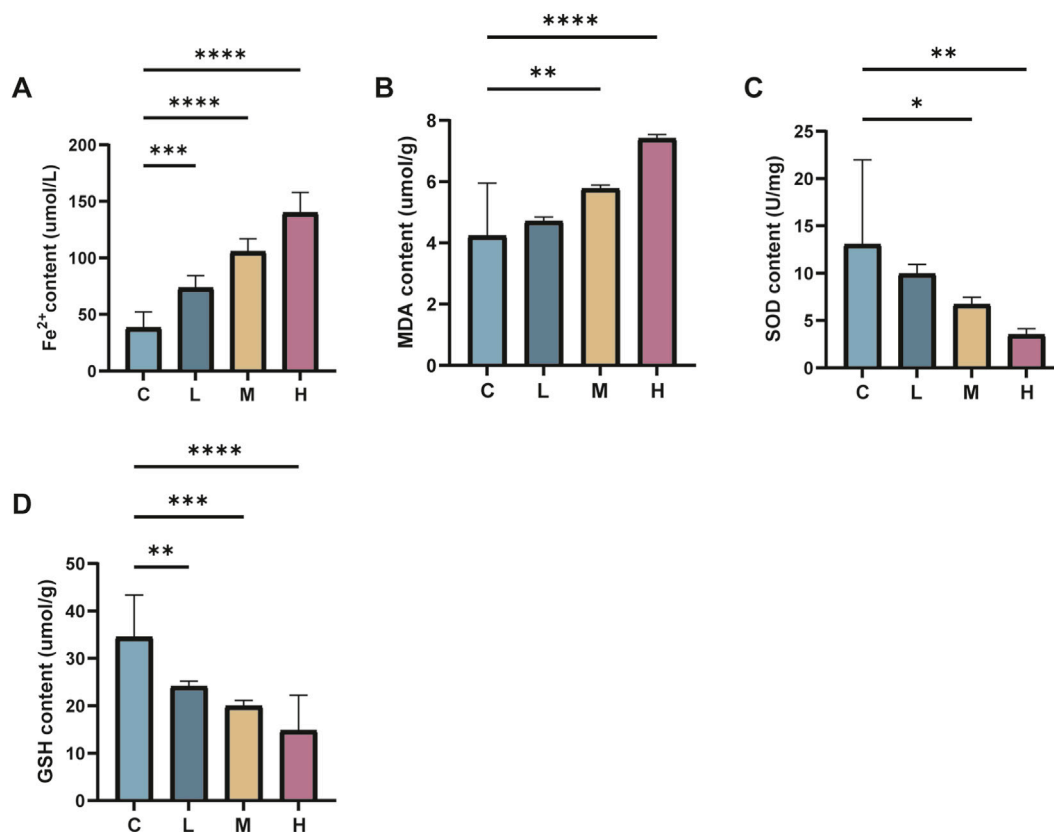 A
****
****
***
Fe²⁺content (umol/L)
200
150
100
50
0
C L M H
B
****
**
MDA content (umol/g)
8
6
4
2
0
C L M H
C
**
*
SOD content (U/mg)
25
20
15
10
5
0
C L M H
D
****
***
**
GSH content (umol/g)
50
40
30
20
10
0
C L M H